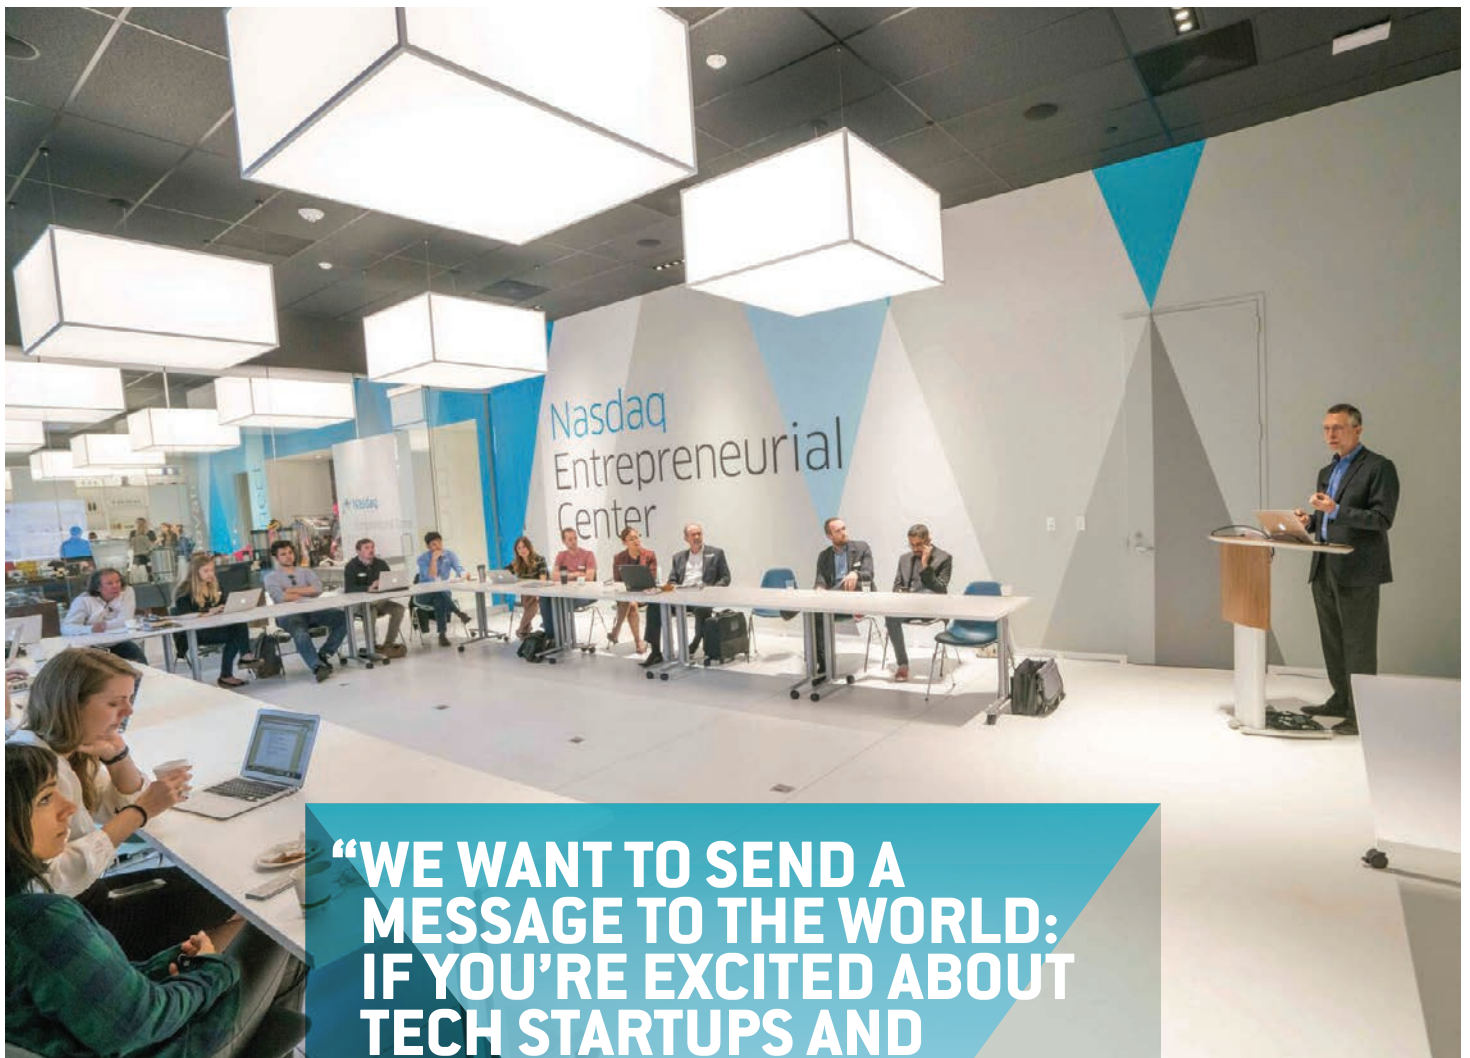 Nasdaq
Entrepreneurial
Center
Nasdaq
“WE WANT TO SEND A
MESSAGE TO THE WORLD:
IF YOU’RE EXCITED ABOUT
TECH STARTUPS AND